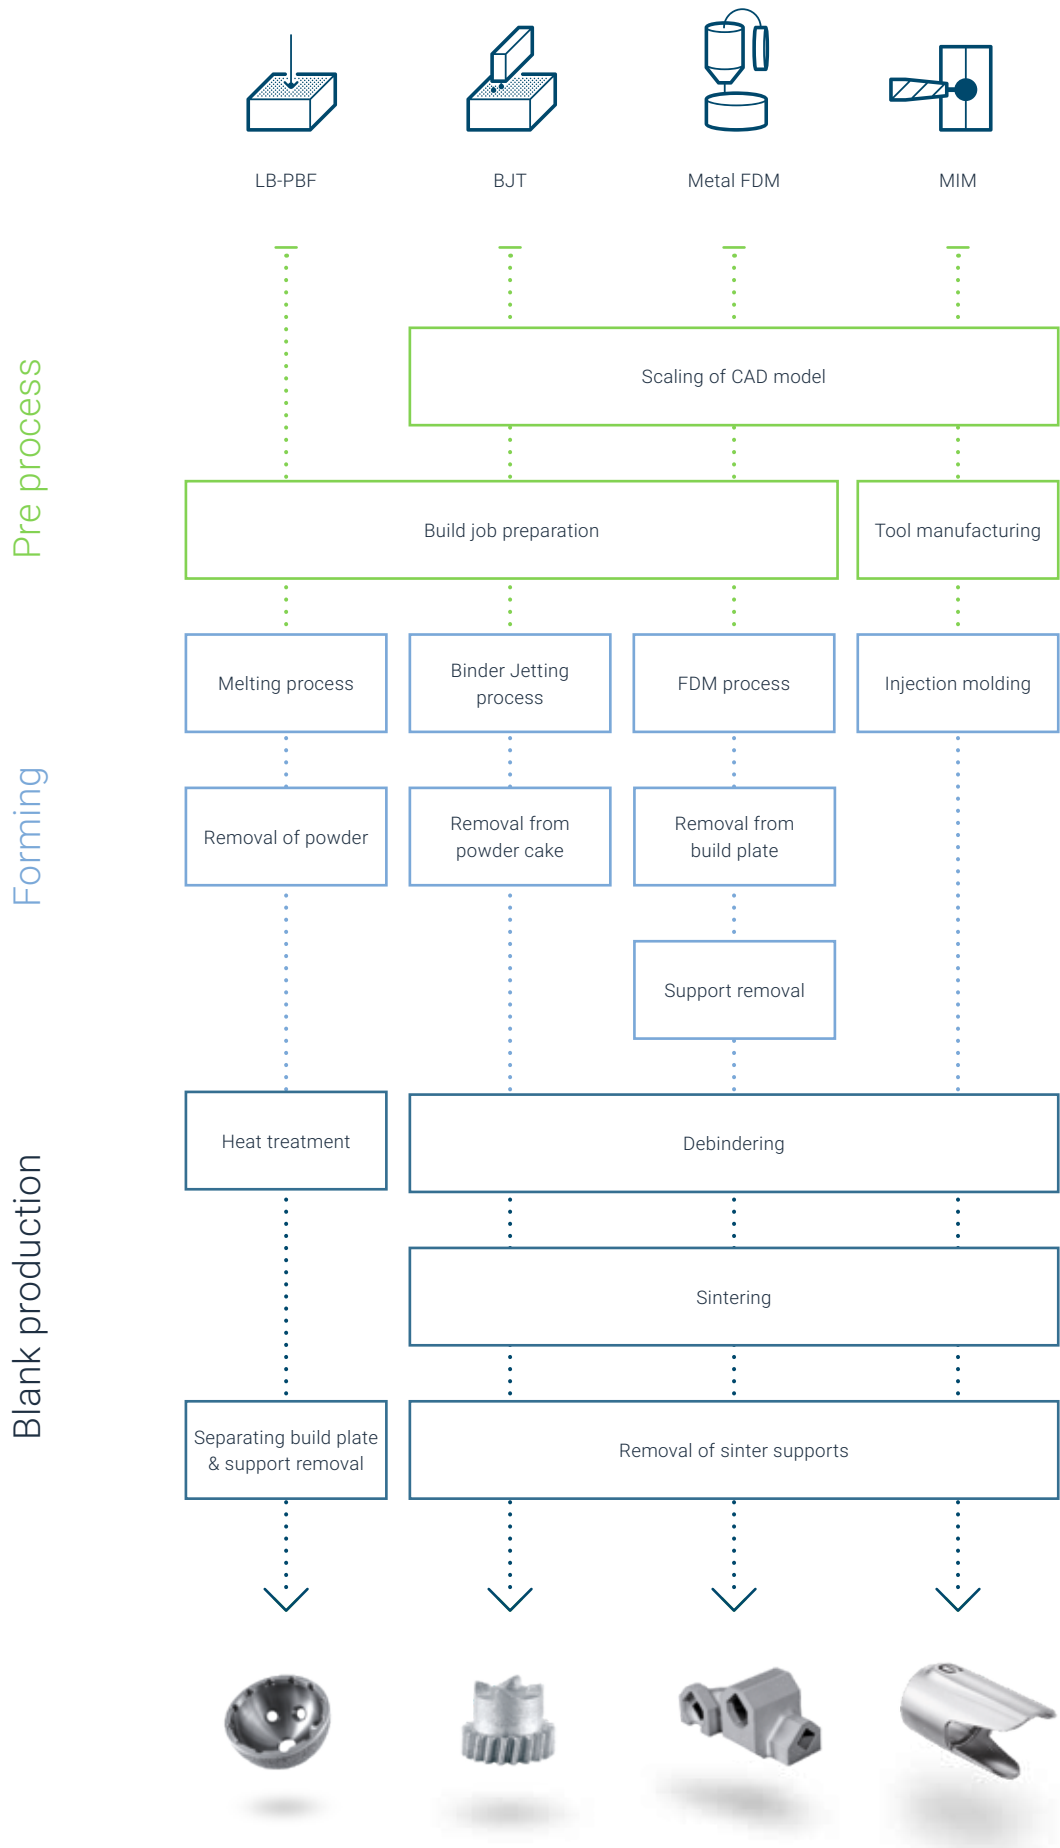 LB-PBF
BJT
Metal FDM
MIM
Pre process
Scaling of CAD model
Build job preparation
Tool manufacturing
Forming
Melting process
Binder Jetting
process
FDM process
Injection molding
Removal of powder
Removal from
powder cake
Removal from
build plate
Support removal
Blank production
Heat treatment
Debindering
Sintering
Separating build plate
& support removal
Removal of sinter supports